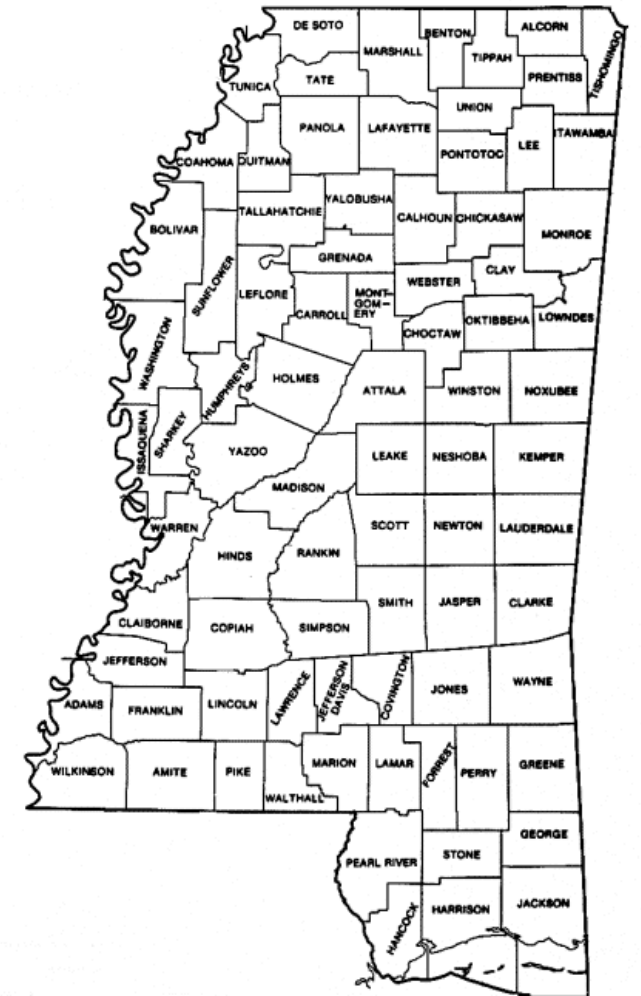 DE SOTO
BENTON
ALCORN
MARSHALL
TIPPAH
TISHOMINGO
TUNICA
TATE
PRENTISS
UNION
PANOLA
LAFAYETTE
ITAWAMBA
LEE
PONTOTOC
COAHOMA
QUITMAN
YALOBUSHA
TALLAHATCHIE
CALHOUN
CHICKASAW
BOLIVAR
MONROE
GRENADA
CLAY
SUNFLOWER
WEBSTER
LEFLORE
MONT-
GOM-
ERY
CARROLL
OKTIBBEHA
LOWNDES
CHOCTAW
WASHINGTON
HUMPHREYS
HOLMES
ATTALA
WINSTON
NOXUBEE
ISSAQUENA
SHARKEY
YAZOO
LEAKE
NESHOBA
KEMPER
MADISON
WARREN
SCOTT
NEWTON
LAUDERDALE
HINDS
RANKIN
SMITH
JASPER
CLARKE
CLAIBORNE
COPIAH
SIMPSON
JEFFERSON
LAWRENCE
JEFFERSON
DAVIS
COVINGTON
JONES
WAYNE
ADAMS
FRANKLIN
LINCOLN
WILKINSON
AMITE
PIKE
WALTHALL
MARION
LAMAR
FORREST
PERRY
GREENE
GEORGE
PEARL RIVER
STONE
HANCOCK
HARRISON
JACKSON